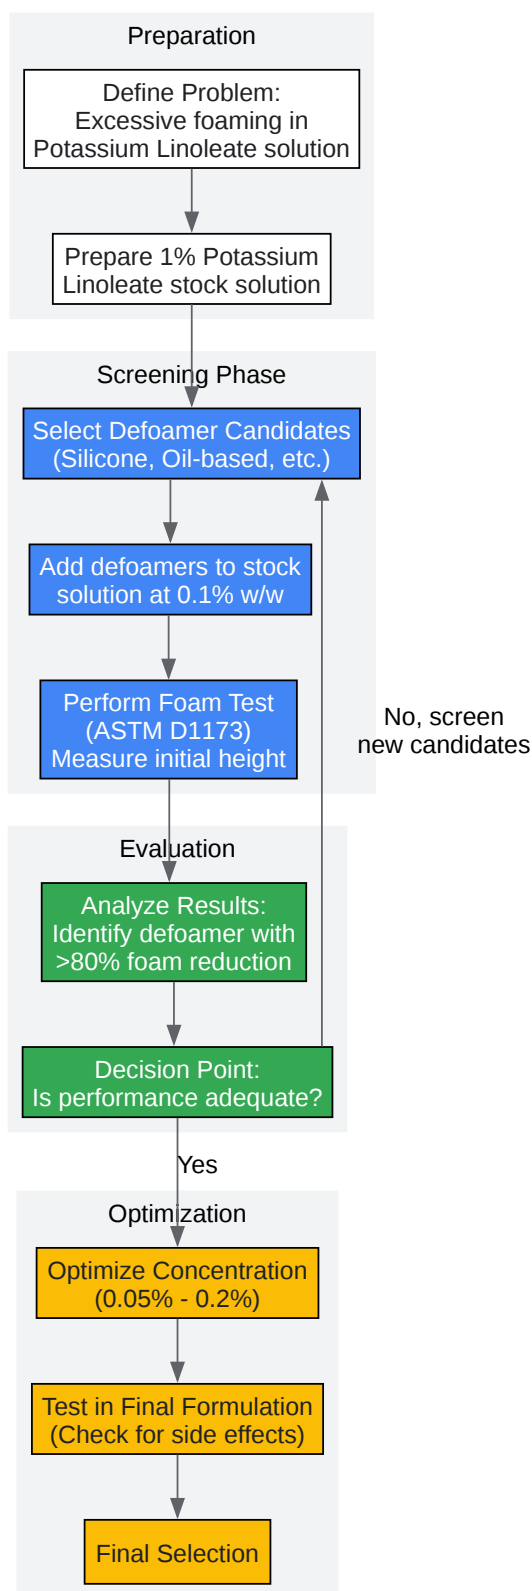 Preparation
Define Problem:
Excessive foaming in
Potassium Linoleate solution
Prepare 1% Potassium
Linoleate stock solution
Screening Phase
Select Defoamer Candidates
(Silicone, Oil-based, etc.)
Add defoamers to stock
solution at 0.1% w/w
Perform Foam Test
(ASTM D1173)
Measure initial height
No, screen
new candidates
Evaluation
Analyze Results:
Identify defoamer with
>80% foam reduction
Decision Point:
Is performance adequate?
Yes
Optimization
Optimize Concentration
(0.05% - 0.2%)
Test in Final Formulation
(Check for side effects)
Final Selection